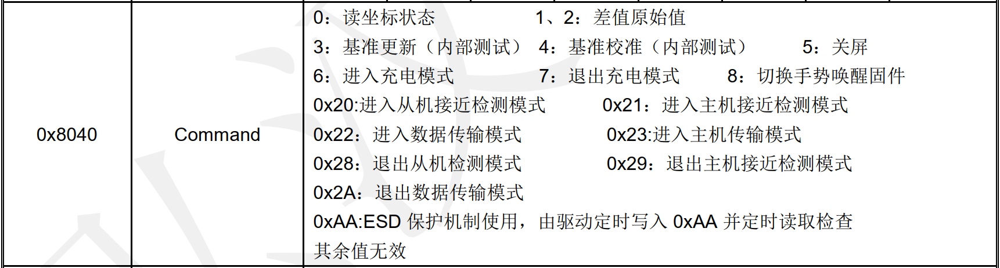 0：读坐标状态 1、2：差值原始值
3：基准更新（内部测试） 4：基准校准（内部测试） 5：关屏
6：进入充电模式 7：退出充电模式 8：切换手势唤醒固件
0x20:进入从机接近检测模式 0x21：进入主机接近检测模式
0x8040 Command 0x22：进入数据传输模式 0x23:进入主机传输模式
0x28：退出从机检测模式 0x29：退出主机接近检测模式
0x2A：退出数据传输模式
0xAA:ESD 保护机制使用，由驱动定时写入 0xAA 并定时读取检查
其余值无效